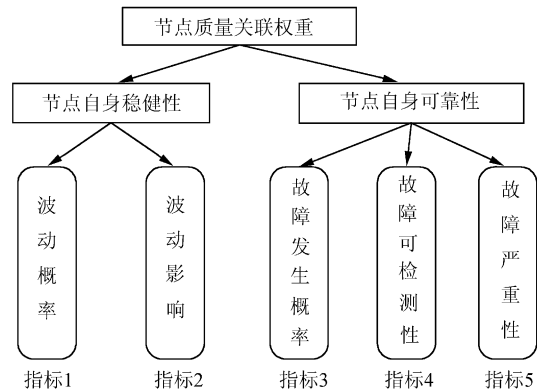 节点质量关联权重
节点自身稳健性
节点自身可靠性
波动概率
波动影响
故障发生概率
故障可检测性
故障严重性
指标1
指标2
指标3
指标4
指标5